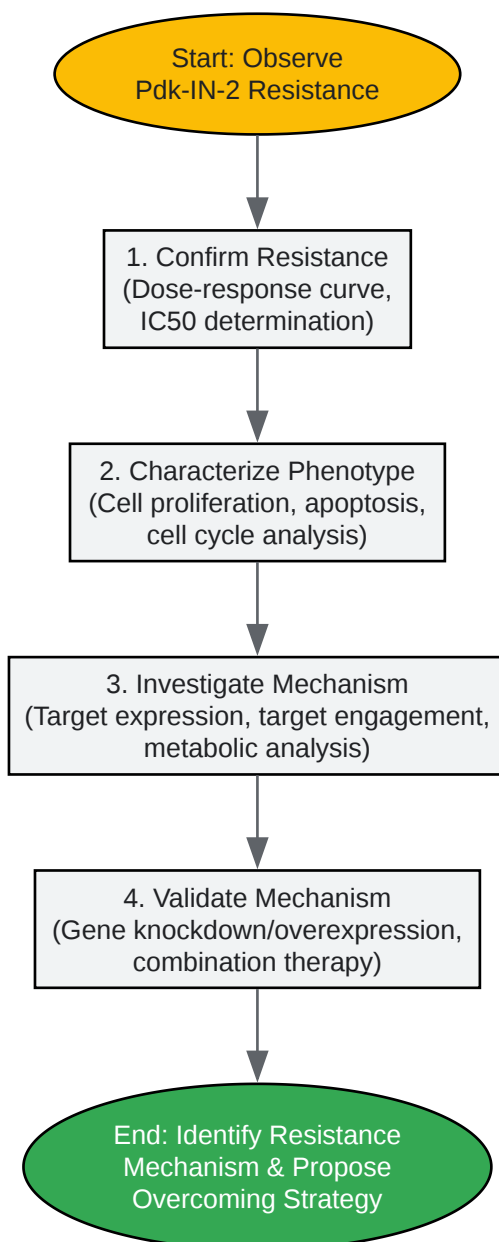 Start: Observe
Pdk-IN-2 Resistance
1. Confirm Resistance
(Dose-response curve,
IC50 determination)
2. Characterize Phenotype
(Cell proliferation, apoptosis,
cell cycle analysis)
3. Investigate Mechanism
(Target expression, target engagement,
metabolic analysis)
4. Validate Mechanism
(Gene knockdown/overexpression,
combination therapy)
End: Identify Resistance
Mechanism & Propose
Overcoming Strategy